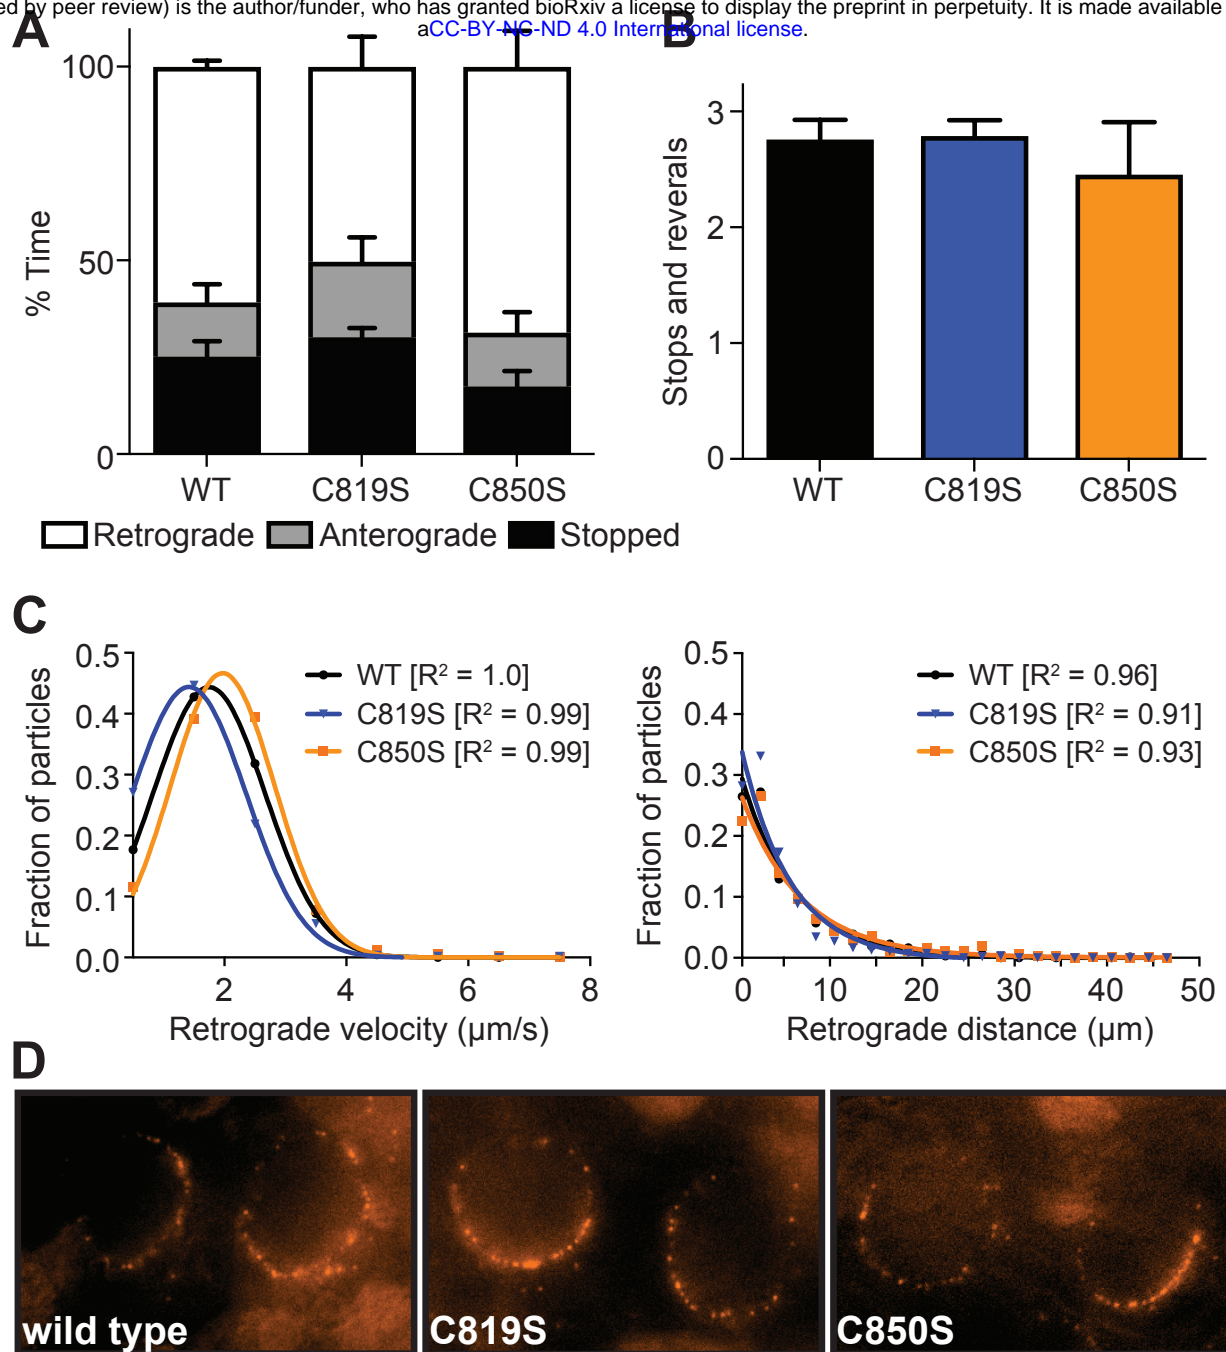 ed by peer review) is the author/funder, who has granted bioRxiv a license to display the preprint in perpetuity. It is made available
aCC-BY-NC-ND 4.0 International license.
A
100
50
0
% Time
WT C819S C850S
Retrograde Anterograde Stopped
B
3
2
1
0
Stops and reverals
WT C819S C850S
C
0.5
0.4
0.3
0.2
0.1
0.0
Fraction of particles
WT [R² = 1.0]
C819S [R² = 0.99]
C850S [R² = 0.99]
2 4 6 8
Retrograde velocity (µm/s)
0.5
0.4
0.3
0.2
0.1
0.0
Fraction of particles
WT [R² = 0.96]
C819S [R² = 0.91]
C850S [R² = 0.93]
0 10 20 30 40 50
Retrograde distance (µm)
D
wild type
C819S
C850S